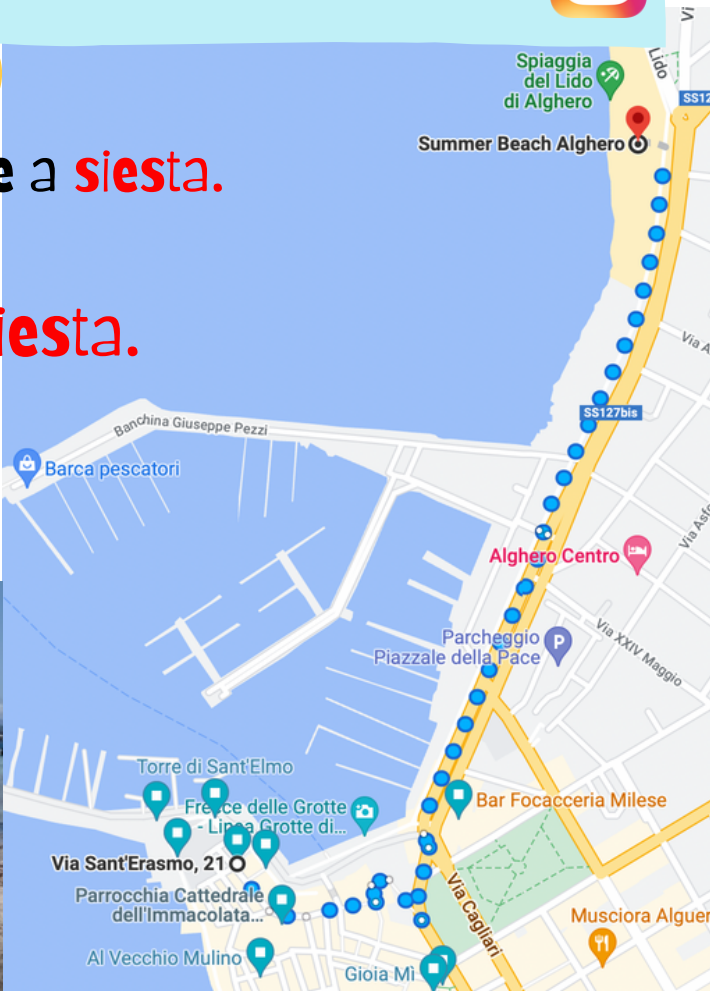 Vi
Lido
Spiaggia
del Lido
di Alghero
SS12
Summer Beach Alghero
e a siesta.
iesta.
Via A
SS127bis
Banchina Giuseppe Pezzi
Barca pescatori
Via Asfo
Alghero Centro
Parcheggio
Piazzale della Pace
P
Via XXIV Maggio
Torre di Sant'Elmo
Frecce delle Grotte
- Linea Grotte di...
Bar Focacceria Milese
Via Sant'Erasmo, 21
Parrocchia Cattedrale
dell'Immacolata...
Via Cagliari
Musciora Alguer
Al Vecchio Mulino
Gioia Mì